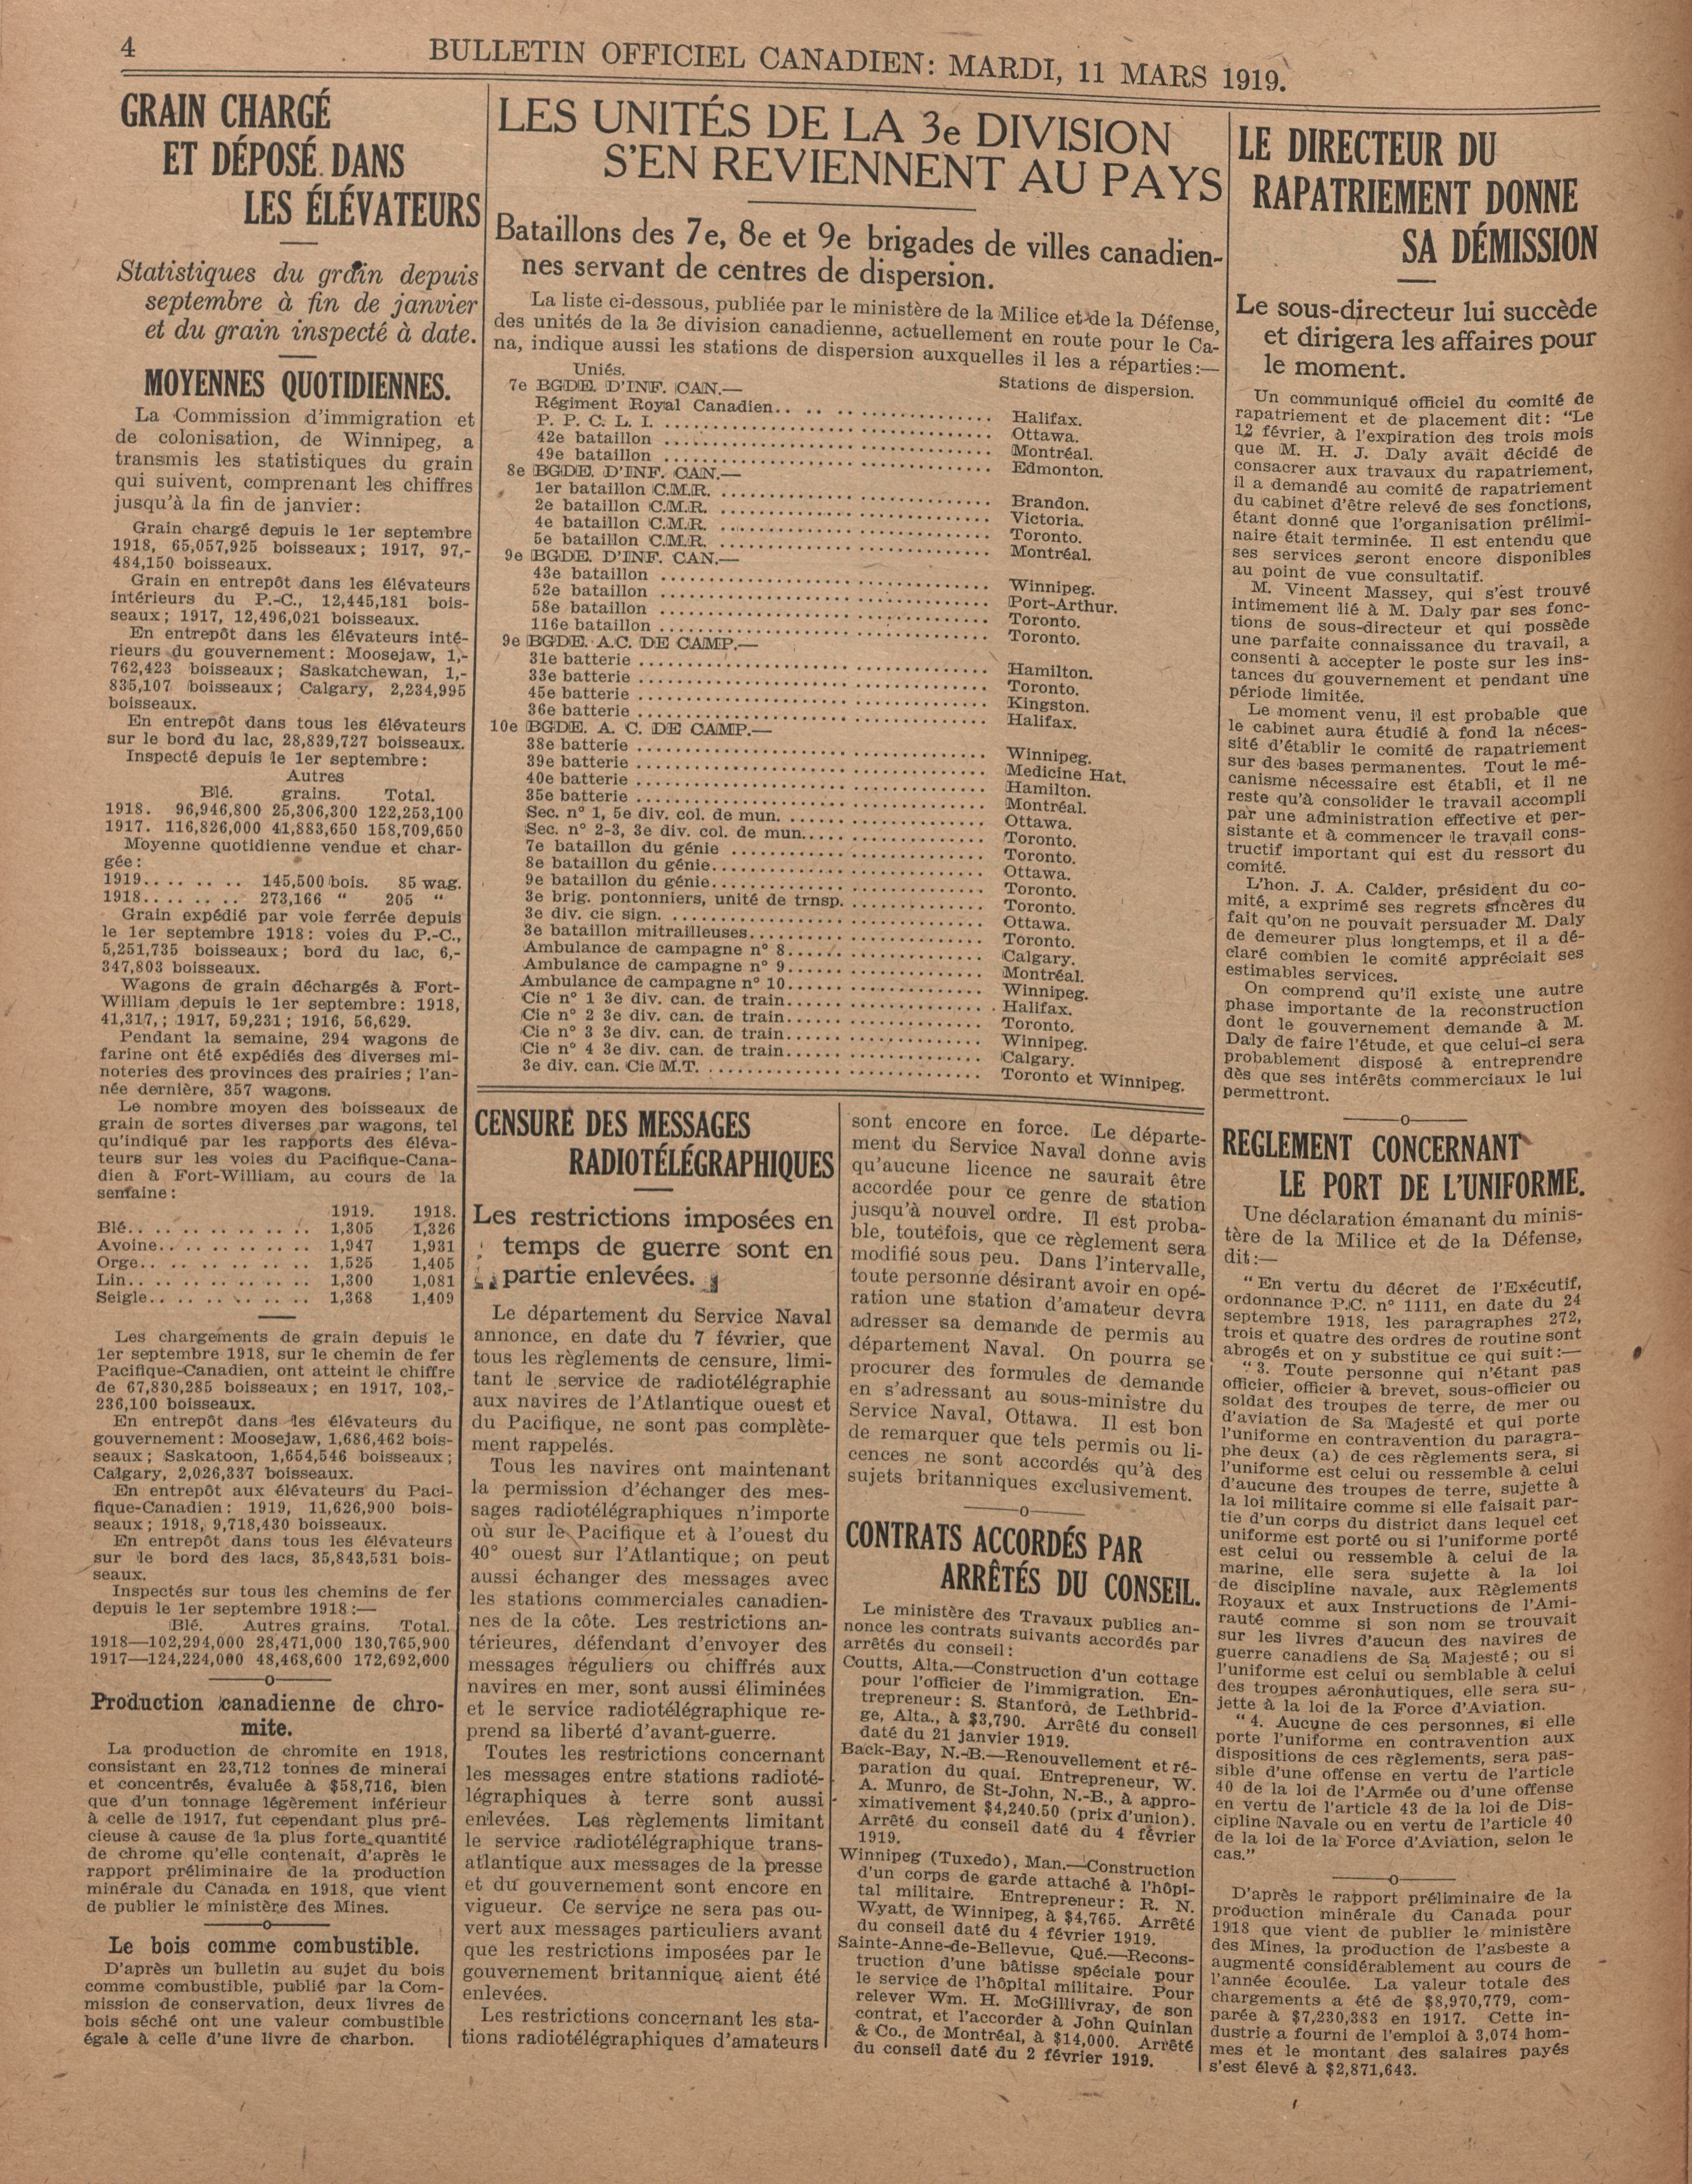 4
BULLETIN OFFICIEL CANADIEN: MARDI, 11 MARS 1919.
GRAIN CHARGÉ
ET DÉPOSÉ DANS
LES ÉLÉVATEURS
Statistiques du grain depuis
septembre à fin de janvier
et du grain inspecté à date.
MOYENNES QUOTIDIENNES.
La Commission d'immigration et
de colonisation, de Winnipeg, a
transmis les statistiques du grain
qui suivent, comprenant les chiffres
jusqu'à la fin de janvier:
Grain chargé depuis le 1er septembre
1918, 65,057,925 boisseaux; 1917, 97,-
484,150 boisseaux.
Grain en entrepôt dans les élévateurs
intérieurs du P.-C., 12,445,181 bois-
seaux; 1917, 12,496,021 boisseaux.
En entrepôt dans les élévateurs inté-
rieurs du gouvernement: Moosejaw, 1,-
762,423 boisseaux; Saskatchewan, 1,-
835,107 boisseaux; Calgary, 2,234,995
boisseaux.
En entrepôt dans tous les élévateurs
sur le bord du lac, 28,839,727 boisseaux.
Inspecté depuis le 1er septembre:
Autres
Blé. grains. Total.
1918. 96,946,800 25,306,300 122,253,100
1917. 116,826,000 41,883,650 158,709,650
Moyenne quotidienne vendue et char-
gée:
1919.. .. .. .. 145,500 bois. 85 wag.
1918.. .. .. .. 273,166 " 205 "
Grain expédié par voie ferrée depuis
le 1er septembre 1918: voies du P.-C.,
5,251,735 boisseaux; bord du lac, 6,-
347,803 boisseaux.
Wagons de grain déchargés à Fort-
William depuis le 1er septembre: 1918,
41,317,; 1917, 59,231; 1916, 56,629.
Pendant la semaine, 294 wagons de
farine ont été expédiés des diverses mi-
noteries des provinces des prairies; l'an-
née dernière, 357 wagons.
Le nombre moyen des boisseaux de
grain de sortes diverses par wagons, tel
qu'indiqué par les rapports des éléva-
teurs sur les voies du Pacifique-Cana-
dien à Fort-William, au cours de la
semaine:
1919. 1918.
Blé.. .. .. .. .. .. .. 1,305 1,326
Avoine.. .. .. .. .. .. 1,947 1,931
Orge.. .. .. .. .. .. .. 1,525 1,405
Lin.. .. .. .. .. .. .. 1,300 1,081
Seigle.. .. .. .. .. .. 1,368 1,409
Les chargements de grain depuis le
1er septembre 1918, sur le chemin de fer
Pacifique-Canadien, ont atteint le chiffre
de 67,830,285 boisseaux; en 1917, 103,-
236,100 boisseaux.
En entrepôt dans les élévateurs du
gouvernement: Moosejaw, 1,686,462 bois-
seaux; Saskatoon, 1,654,546 boisseaux;
Calgary, 2,026,337 boisseaux.
En entrepôt aux élévateurs du Paci-
fique-Canadien: 1919, 11,626,900 bois-
seaux; 1918, 9,718,430 boisseaux.
En entrepôt dans tous les élévateurs
sur le bord des lacs, 35,843,531 bois-
seaux.
Inspectés sur tous les chemins de fer
depuis le 1er septembre 1918:—
Blé. Autres grains. Total.
1918—102,294,000 28,471,000 130,765,900
1917—124,224,000 48,468,600 172,692,600
Production canadienne de chro-
mite.
La production de chromite en 1918,
consistant en 23,712 tonnes de minerai
et concentrés, évaluée à $58,716, bien
que d'un tonnage légèrement inférieur
à celle de 1917, fut cependant plus pré-
cieuse à cause de la plus forte quantité
de chrome qu'elle contenait, d'après le
rapport préliminaire de la production
minérale du Canada en 1918, que vient
de publier le ministère des Mines.
Le bois comme combustible.
D'après un bulletin au sujet du bois
comme combustible, publié par la Com-
mission de conservation, deux livres de
bois séché ont une valeur combustible
égale à celle d'une livre de charbon.
LES UNITÉS DE LA 3e DIVISION
S'EN REVIENNENT AU PAYS
Bataillons des 7e, 8e et 9e brigades de villes canadien-
nes servant de centres de dispersion.
La liste ci-dessous, publiée par le ministère de la Milice et de la Défense,
des unités de la 3e division canadienne, actuellement en route pour le Ca-
na, indique aussi les stations de dispersion auxquelles il les a réparties:—
Uniés. Stations de dispersion.
7e BGDE. D'INF. CAN.—
Régiment Royal Canadien.. .. .. Halifax.
P. P. C. L. I. .. .. Ottawa.
42e bataillon .. .. Montréal.
49e bataillon .. .. Edmonton.
8e BGDE. D'INF. CAN.—
1er bataillon C.M.R. .. .. Brandon.
2e bataillon C.M.R. .. .. Victoria.
4e bataillon C.M.R. .. .. Toronto.
5e bataillon C.M.R. .. .. Montréal.
9e BGDE. D'INF. CAN.—
43e bataillon .. .. Winnipeg.
52e bataillon .. .. Port-Arthur.
58e bataillon .. .. Toronto.
116e bataillon .. .. Toronto.
9e BGDE. A.C. DE CAMP.—
31e batterie .. .. Hamilton.
33e batterie .. .. Toronto.
45e batterie .. .. Kingston.
36e batterie .. .. Halifax.
10e BGDE. A. C. DE CAMP.—
38e batterie .. .. Winnipeg.
39e batterie .. .. Medicine Hat.
40e batterie .. .. Hamilton.
35e batterie .. .. Montréal.
Sec. n° 1, 5e div. col. de mun. .. .. Ottawa.
Sec. n° 2-3, 3e div. col. de mun. .. .. Toronto.
7e bataillon du génie .. .. Toronto.
8e bataillon du génie.. .. Ottawa.
9e bataillon du génie.. .. Toronto.
3e brig. pontonniers, unité de trnsp. .. .. Toronto.
3e div. cie sign. .. .. Ottawa.
3e bataillon mitrailleuses.. .. Toronto.
Ambulance de campagne n° 8.. .. Calgary.
Ambulance de campagne n° 9.. .. Montréal.
Ambulance de campagne n° 10.. .. Winnipeg.
Cie n° 1 3e div. can. de train.. .. Halifax.
Cie n° 2 3e div. can. de train.. .. Toronto.
Cie n° 3 3e div. can. de train.. .. Winnipeg.
Cie n° 4 3e div. can. de train.. .. Calgary.
3e div. can. Cie M.T. .. .. Toronto et Winnipeg.
CENSURE DES MESSAGES
RADIOTÉLÉGRAPHIQUES
Les restrictions imposées en
temps de guerre sont en
partie enlevées.
Le département du Service Naval
annonce, en date du 7 février, que
tous les règlements de censure, limi-
tant le service de radiotélégraphie
aux navires de l'Atlantique ouest et
du Pacifique, ne sont pas complète-
ment rappelés.
Tous les navires ont maintenant
la permission d'échanger des mes-
sages radiotélégraphiques n'importe
où sur le Pacifique et à l'ouest du
40° ouest sur l'Atlantique; on peut
aussi échanger des messages avec
les stations commerciales canadien-
nes de la côte. Les restrictions an-
térieures, défendant d'envoyer des
messages réguliers ou chiffrés aux
navires en mer, sont aussi éliminées
et le service radiotélégraphique re-
prend sa liberté d'avant-guerre.
Toutes les restrictions concernant
les messages entre stations radioté-
légraphiques à terre sont aussi
enlevées. Les règlements limitant
le service radiotélégraphique trans-
atlantique aux messages de la presse
et du gouvernement sont encore en
vigueur. Ce service ne sera pas ou-
vert aux messages particuliers avant
que les restrictions imposées par le
gouvernement britannique aient été
enlevées.
Les restrictions concernant les sta-
tions radiotélégraphiques d'amateurs
sont encore en force. Le départe-
ment du Service Naval donne avis
qu'aucune licence ne saurait être
accordée pour ce genre de station
jusqu'à nouvel ordre. Il est proba-
ble, toutefois, que ce règlement sera
modifié sous peu. Dans l'intervalle,
toute personne désirant avoir en opé-
ration une station d'amateur devra
adresser sa demande de permis au
département Naval. On pourra se
procurer des formules de demande
en s'adressant au sous-ministre du
Service Naval, Ottawa. Il est bon
de remarquer que tels permis ou li-
cences ne sont accordés qu'à des
sujets britanniques exclusivement.
CONTRATS ACCORDÉS PAR
ARRÊTÉS DU CONSEIL.
Le ministère des Travaux publics an-
nonce les contrats suivants accordés par
arrêtés du conseil:
Coutts, Alta.—Construction d'un cottage
pour l'officier de l'immigration. En-
trepreneur: S. Stanford, de Lethbrid-
ge, Alta., à $3,790. Arrêté du conseil
daté du 21 janvier 1919.
Back-Bay, N.-B.—Renouvellement et ré-
paration du quai. Entrepreneur, W.
A. Munro, de St-John, N.-B., à appro-
ximativement $4,240.50 (prix d'union).
Arrêté du conseil daté du 4 février
1919.
Winnipeg (Tuxedo), Man.—Construction
d'un corps de garde attaché à l'hôpi-
tal militaire. Entrepreneur: R. N.
Wyatt, de Winnipeg, à $4,765. Arrêté
du conseil daté du 4 février 1919.
Sainte-Anne-de-Bellevue, Qué.—Recons-
truction d'une bâtisse spéciale pour
le service de l'hôpital militaire. Pour
relever Wm. H. McGillivray, de son
contrat, et l'accorder à John Quinlan
& Co., de Montréal, à $14,000. Arrêté
du conseil daté du 2 février 1919.
LE DIRECTEUR DU
RAPATRIEMENT DONNE
SA DÉMISSION
Le sous-directeur lui succède
et dirigera les affaires pour
le moment.
Un communiqué officiel du comité de
rapatriement et de placement dit: "Le
12 février, à l'expiration des trois mois
que M. H. J. Daly avait décidé de
consacrer aux travaux du rapatriement,
il a demandé au comité de rapatriement
du cabinet d'être relevé de ses fonctions,
étant donné que l'organisation prélimi-
naire était terminée. Il est entendu que
ses services seront encore disponibles
au point de vue consultatif.
M. Vincent Massey, qui s'est trouvé
intimement lié à M. Daly par ses fonc-
tions de sous-directeur et qui possède
une parfaite connaissance du travail, a
consenti à accepter le poste sur les ins-
tances du gouvernement et pendant une
période limitée.
Le moment venu, il est probable que
le cabinet aura étudié à fond la néces-
sité d'établir le comité de rapatriement
sur des bases permanentes. Tout le mé-
canisme nécessaire est établi, et il ne
reste qu'à consolider le travail accompli
par une administration effective et per-
sistante et à commencer le travail cons-
tructif important qui est du ressort du
comité.
L'hon. J. A. Calder, président du co-
mité, a exprimé ses regrets sincères du
fait qu'on ne pouvait persuader M. Daly
de demeurer plus longtemps, et il a dé-
claré combien le comité appréciait ses
estimables services.
On comprend qu'il existe une autre
phase importante de la reconstruction
dont le gouvernement demande à M.
Daly de faire l'étude, et que celui-ci sera
probablement disposé à entreprendre
dès que ses intérêts commerciaux le lui
permettront.
REGLEMENT CONCERNANT
LE PORT DE L'UNIFORME.
Une déclaration émanant du minis-
tère de la Milice et de la Défense,
dit:—
"En vertu du décret de l'Exécutif,
ordonnance P.C. n° 1111, en date du 24
septembre 1918, les paragraphes 272,
trois et quatre des ordres de routine sont
abrogés et on y substitue ce qui suit:—
"3. Toute personne qui n'étant pas
officier, officier à brevet, sous-officier ou
soldat des troupes de terre, de mer ou
d'aviation de Sa Majesté et qui porte
l'uniforme en contravention du paragra-
phe deux (a) de ces règlements sera, si
l'uniforme est celui ou ressemble à celui
d'aucune des troupes de terre, sujette à
la loi militaire comme si elle faisait par-
tie d'un corps du district dans lequel cet
uniforme est porté ou si l'uniforme porté
est celui ou ressemble à celui de la
marine, elle sera sujette à la loi
de discipline navale, aux Règlements
Royaux et aux Instructions de l'Ami-
rauté comme si son nom se trouvait
sur les livres d'aucun des navires de
guerre canadiens de Sa Majesté; ou si
l'uniforme est celui ou semblable à celui
des troupes aéronautiques, elle sera su-
jette à la loi de la Force d'Aviation.
"4. Aucune de ces personnes, si elle
porte l'uniforme en contravention aux
dispositions de ces règlements, sera pas-
sible d'une offense en vertu de l'article
40 de la loi de l'Armée ou d'une offense
en vertu de l'article 43 de la loi de Dis-
cipline Navale ou en vertu de l'article 40
de la loi de la Force d'Aviation, selon le
cas."
D'après le rapport préliminaire de la
production minérale du Canada pour
1918 que vient de publier le ministère
des Mines, la production de l'asbeste a
augmenté considérablement au cours de
l'année écoulée. La valeur totale des
chargements a été de $8,970,779, com-
parée à $7,230,383 en 1917. Cette in-
dustrie a fourni de l'emploi à 3,074 hom-
mes et le montant des salaires payés
s'est élevé à $2,871,643.